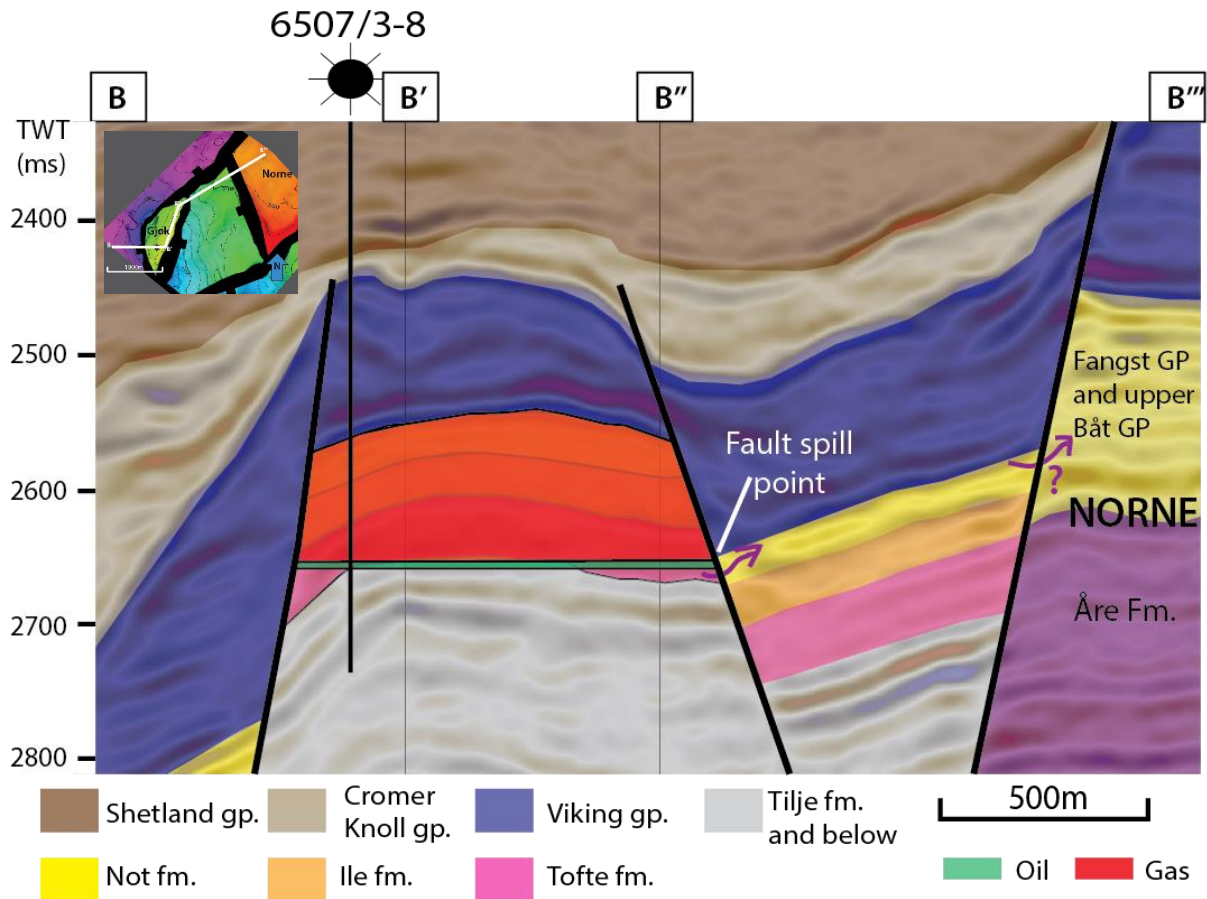 6507/3-8
B
B'
B''
B'''
TWT
(ms)
2400
2500
2600
2700
2800
Norne
Gjøk
B
B'
N
Fault spill
point
Fangst GP
and upper
Båt GP
?
NORNE
Åre Fm.
Shetland gp.
Cromer
Knoll gp.
Viking gp.
Tilje fm.
and below
500m
Not fm.
Ile fm.
Tofte fm.
Oil
Gas